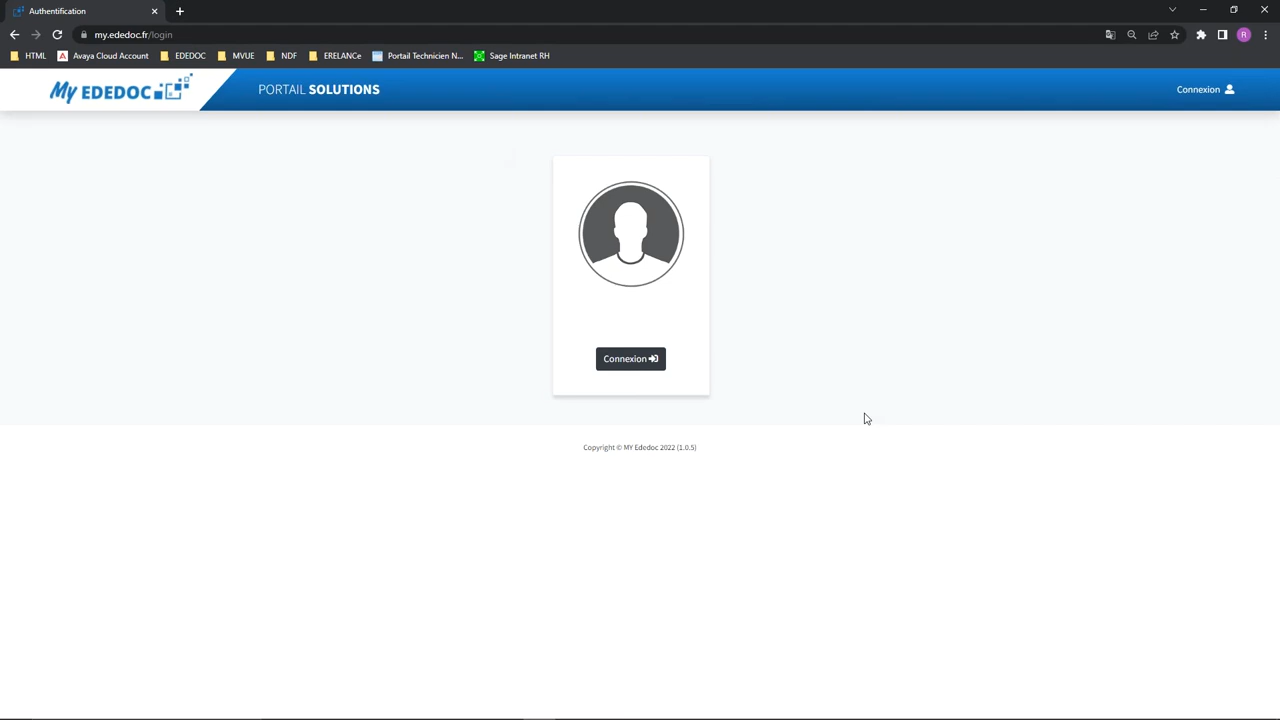 Authentification
my.ededoc.fr/login
HTML
Avaya Cloud Account
EDEDOC
MVUE
NDF
ERELANCe
Portail Technicien N...
Sage Intranet RH
My EDEDOC
PORTAIL SOLUTIONS
Connexion
R
Connexion
Copyright © MY Ededoc 2022 (1.0.5)